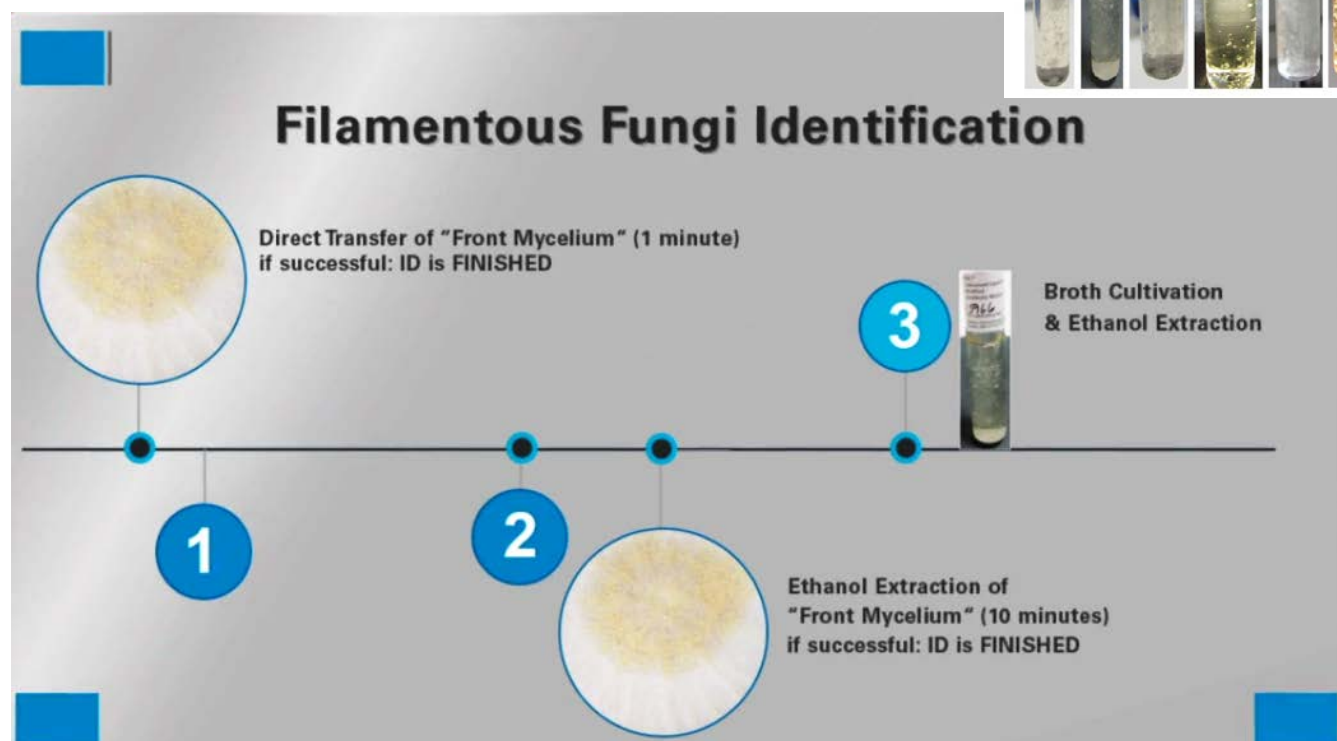 Filamentous Fungi Identification
Direct Transfer of "Front Mycelium" (1 minute)
if successful: ID is FINISHED
3
Broth Cultivation
& Ethanol Extraction
1
2
Ethanol Extraction of
"Front Mycelium" (10 minutes)
if successful: ID is FINISHED